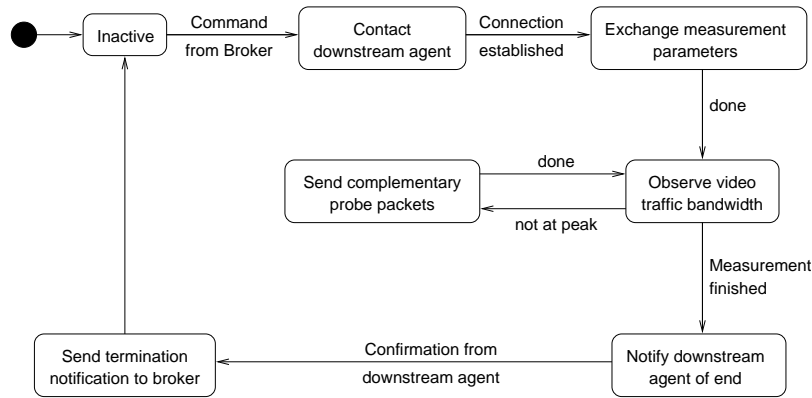 Inactive
Command
from Broker
Contact
downstream agent
Connection
established
Exchange measurement
parameters
done
Send complementary
probe packets
done
not at peak
Observe video
traffic bandwidth
Measurement
finished
Send termination
notification to broker
Confirmation from
downstream agent
Notify downstream
agent of end